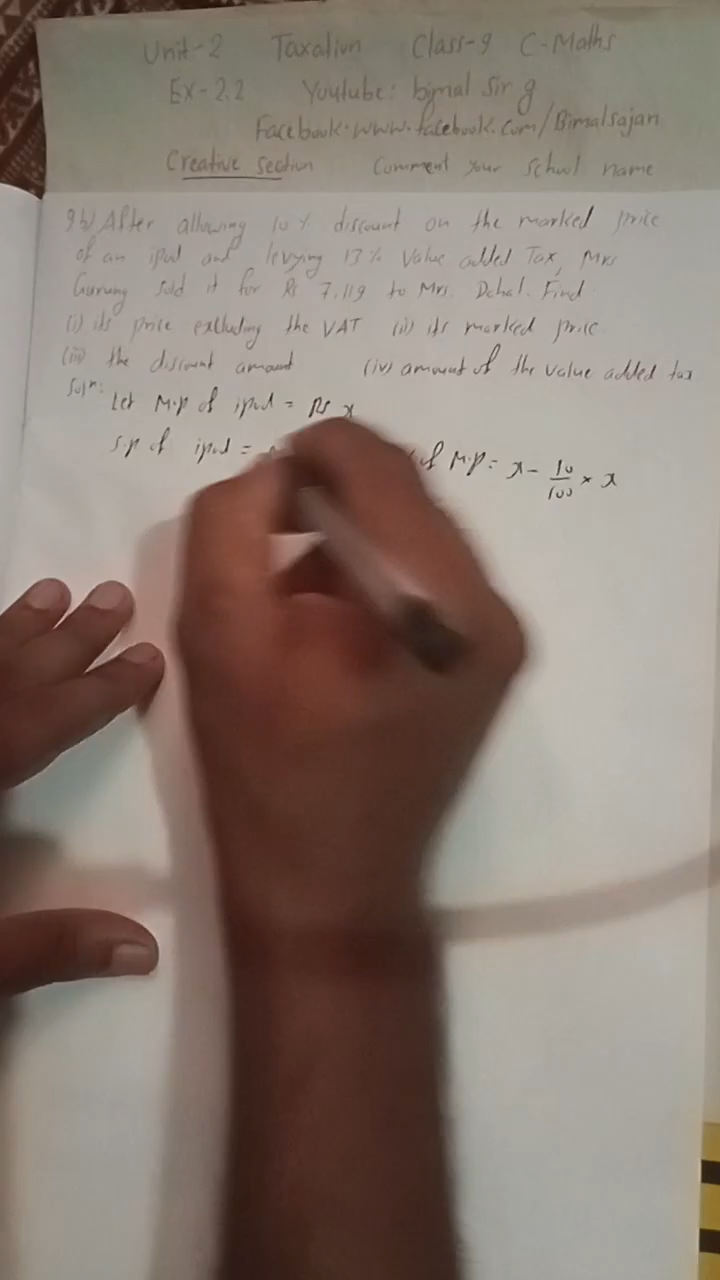 Unit-2 Taxation Class-9 C-Maths
Ex-2.2 Youtube: bimal sir g
Facebook:www.facebook.com/Bimalsajan
Creative section Comment your school name
9b) After allowing 10% discount on the marked price
of an ipod and levying 13% Value added Tax, Mrs
Gurung sold it for Rs 7,119 to Mrs. Dahal. Find
(i) its price excluding the VAT (ii) its marked price
(iii) the discount amount (iv) amount of the value added tax
Solⁿ:
Let M.p of ipod = Rs x
S.p of ipod = of M.p = x - 10/100 × x